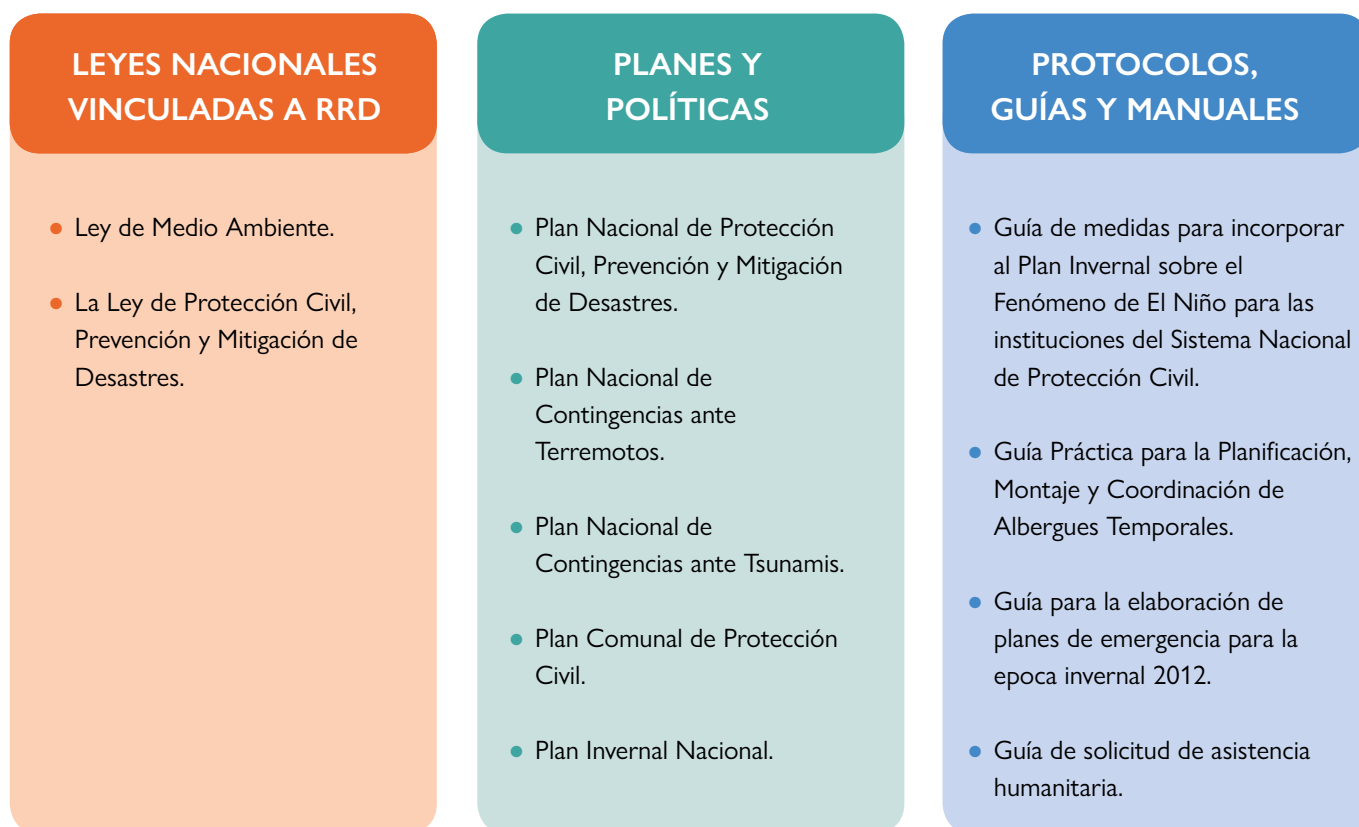 LEYES NACIONALES
VINCULADAS A RRD
Ley de Medio Ambiente.
La Ley de Protección Civil,
Prevención y Mitigación de
Desastres.
PLANES Y
POLÍTICAS
Plan Nacional de Protección
Civil, Prevención y Mitigación
de Desastres.
Plan Nacional de
Contingencias ante
Terremotos.
Plan Nacional de
Contingencias ante Tsunamis.
Plan Comunal de Protección
Civil.
Plan Invernal Nacional.
PROTOCOLOS,
GUÍAS Y MANUALES
Guía de medidas para incorporar
al Plan Invernal sobre el
Fenómeno de El Niño para las
instituciones del Sistema Nacional
de Protección Civil.
Guía Práctica para la Planificación,
Montaje y Coordinación de
Albergues Temporales.
Guía para la elaboración de
planes de emergencia para la
epoca invernal 2012.
Guía de solicitud de asistencia
humanitaria.